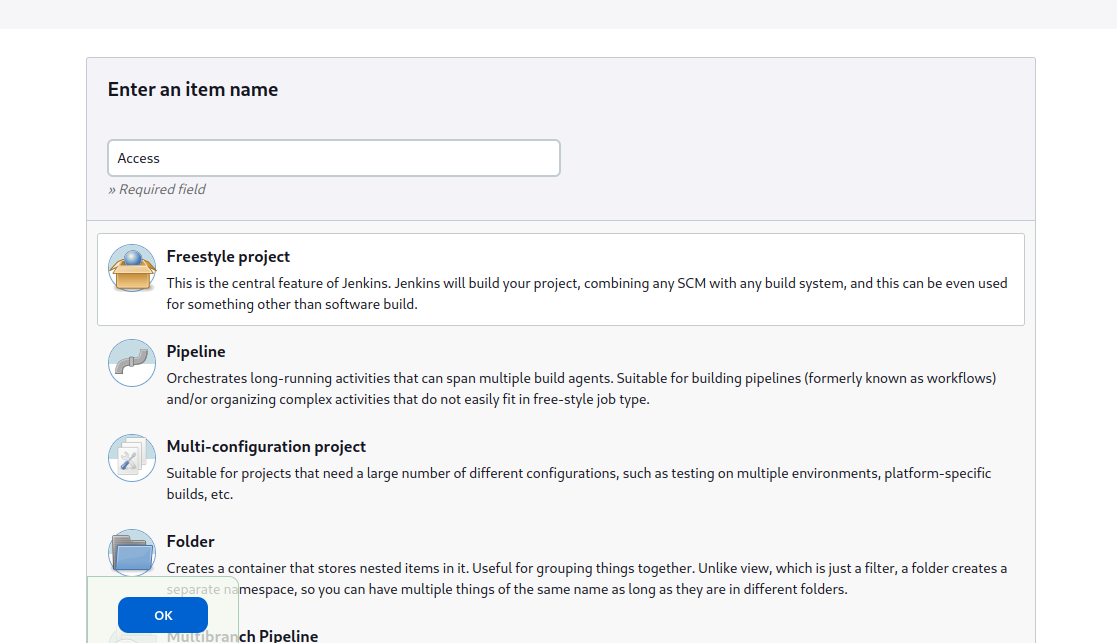 Enter an item name
Access
» Required field
Freestyle project
This is the central feature of Jenkins. Jenkins will build your project, combining any SCM with any build system, and this can be even used
for something other than software build.
Pipeline
Orchestrates long-running activities that can span multiple build agents. Suitable for building pipelines (formerly known as workflows)
and/or organizing complex activities that do not easily fit in free-style job type.
Multi-configuration project
Suitable for projects that need a large number of different configurations, such as testing on multiple environments, platform-specific
builds, etc.
Folder
Creates a container that stores nested items in it. Useful for grouping things together. Unlike view, which is just a filter, a folder creates a
separate namespace, so you can have multiple things of the same name as long as they are in different folders.
OK
Multibranch Pipeline